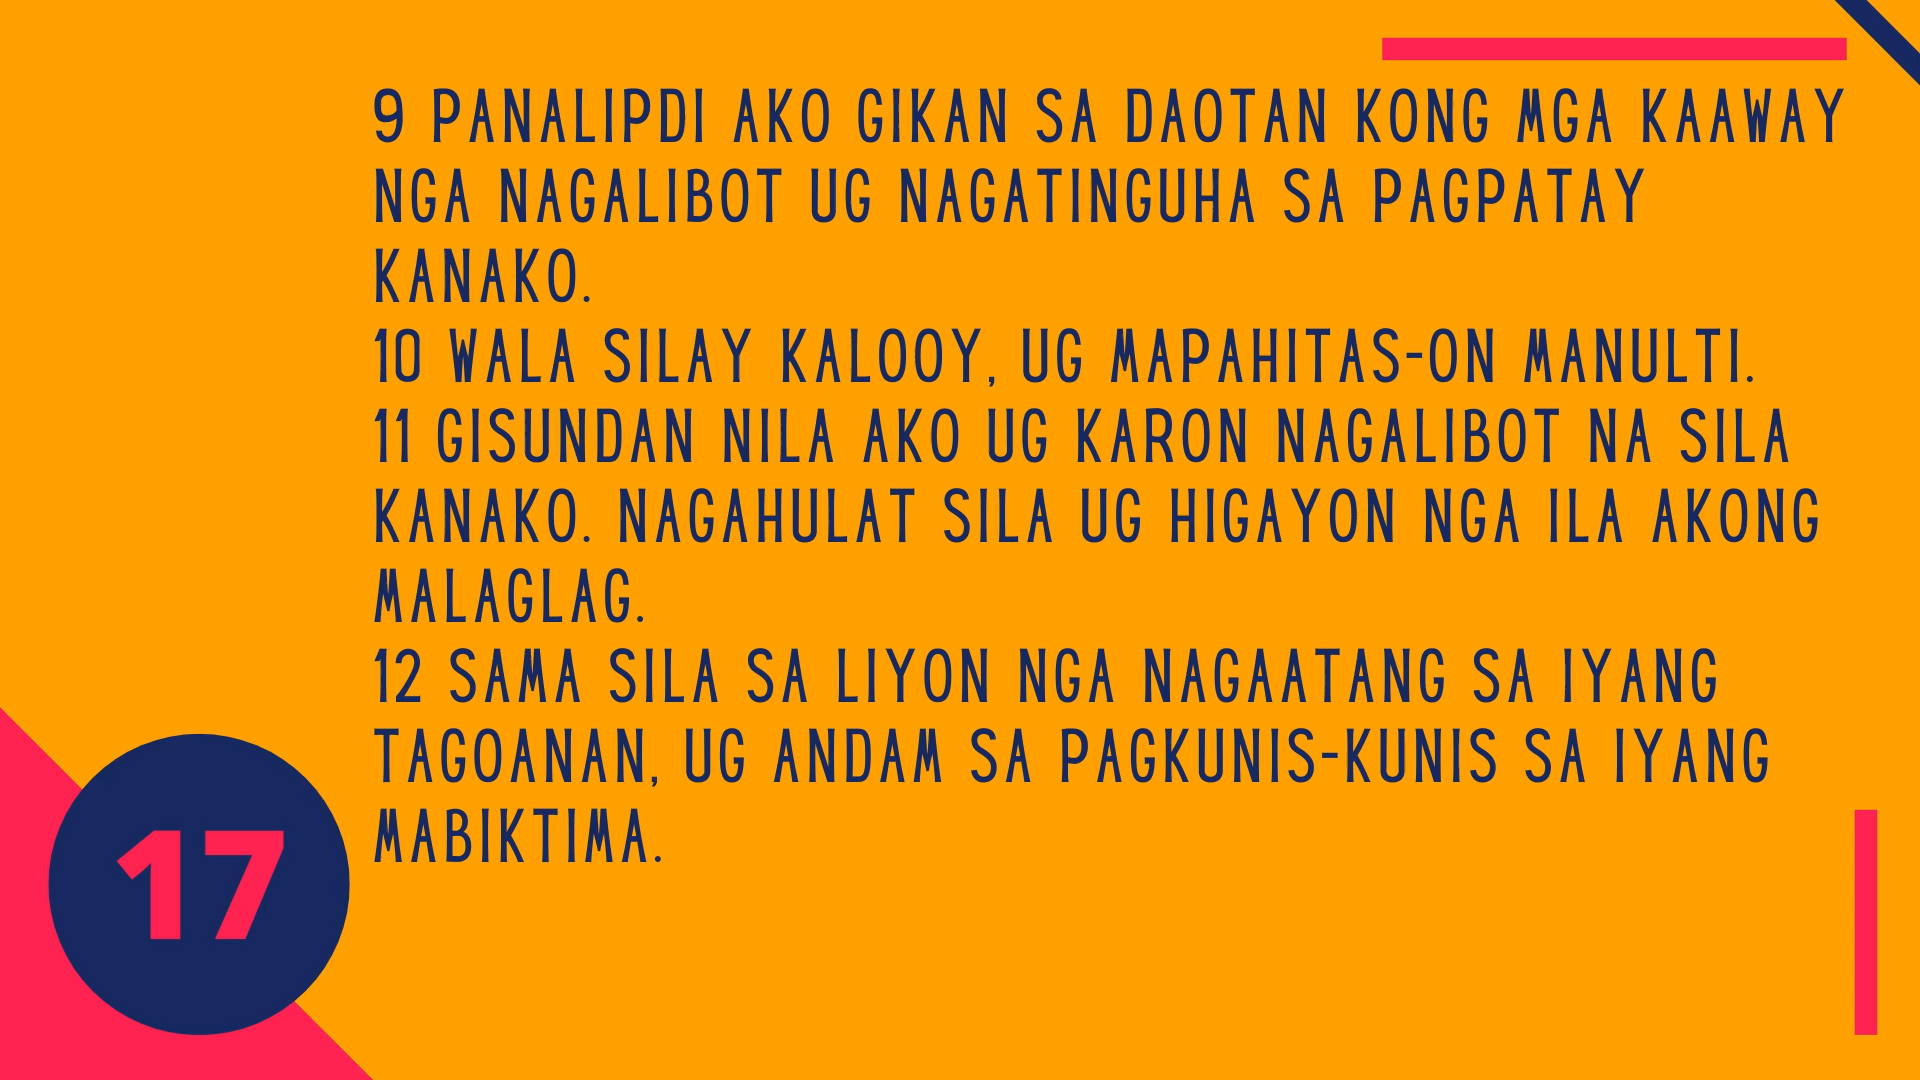 9 PANALIPDI AKO GIKAN SA DAOTAN KONG MGA KAAWAY
NGA NAGALIBOT UG NAGATINGUHA SA PAGPATAY
KANAKO.
10 WALA SILAY KALOOY, UG MAPAHITAS-ON MANULTI.
11 GISUNDAN NILA AKO UG KARON NAGALIBOT NA SILA
KANAKO. NAGAHULAT SILA UG HIGAYON NGA ILA AKONG
MALAGLAG.
12 SAMA SILA SA LIYON NGA NAGAATANG SA IYANG
TAGOANAN, UG ANDAM SA PAGKUNIS-KUNIS SA IYANG
MABIKTIMA.
17